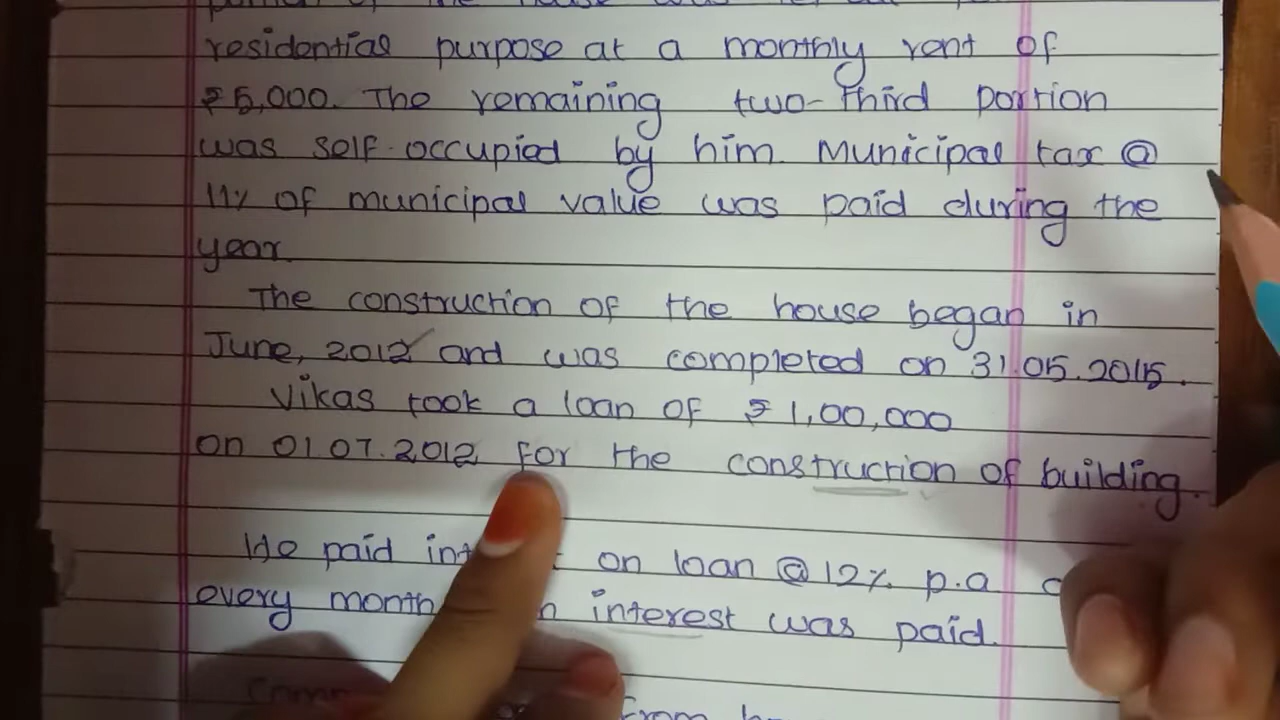 residential purpose at a monthly rent of
₹5,000. The remaining two-third portion
was self-occupied by him. Municipal tax @
11% of municipal value was paid during the
year.
The construction of the house began in
June, 2012 and was completed on 31.05.2015.
Vikas took a loan of ₹1,00,000
on 01.07.2012 for the construction of building.
He paid on loan @ 12% p.a
every month interest was paid.
from